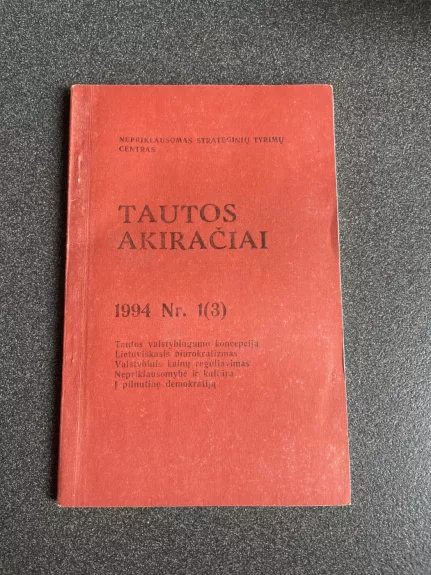 NEPRIKLAUSOMAS STRATEGINIŲ TYRIMŲ
CENTRAS
TAUTOS
AKIRAČIAI
1994 Nr. 1(3)
Tautos valstybingumo koncepcija
Lietuviškasis biurokratizmas
Valstybinis kainų reguliavimas
Nepriklausomybė ir kultūra
Į pilnutinę demokratiją